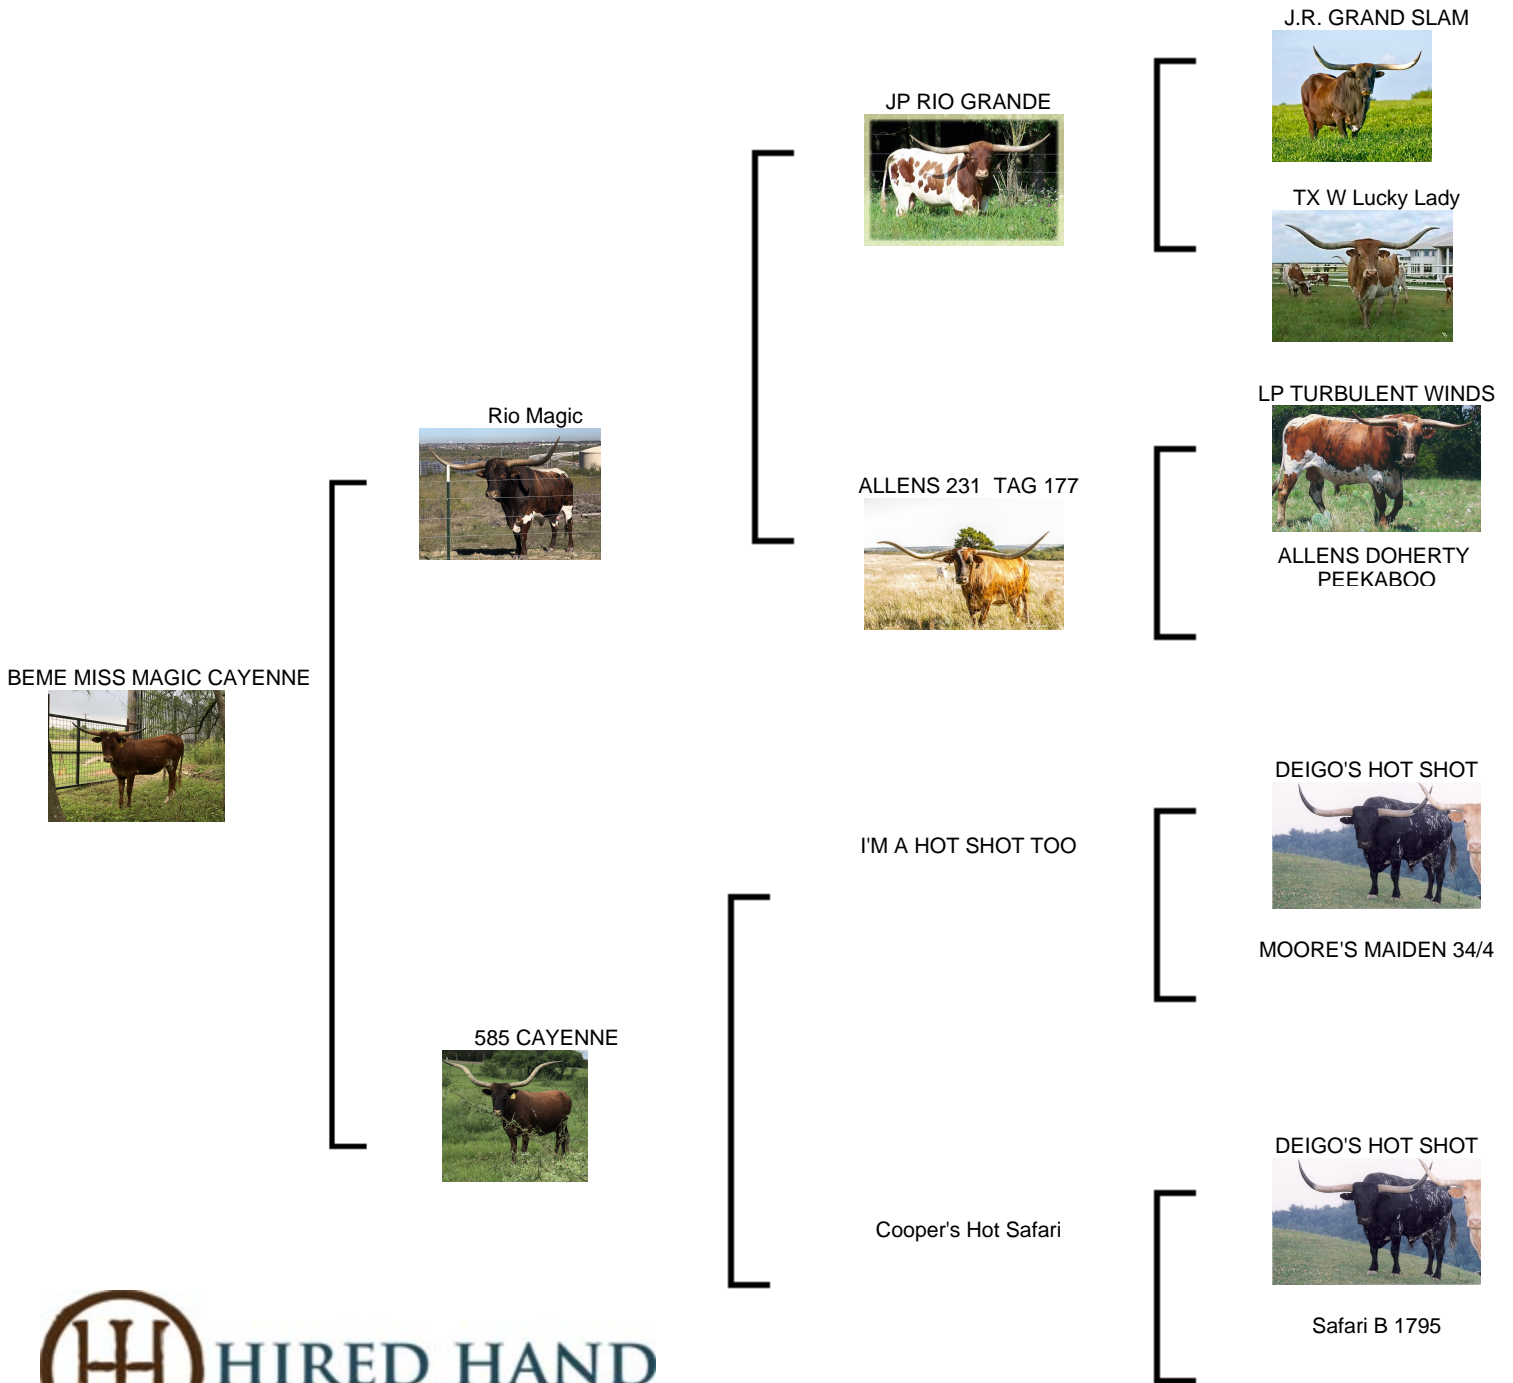 J.R. GRAND SLAM
JP RIO GRANDE
TX W Lucky Lady
LP TURBULENT WINDS
Rio Magic
ALLENS 231  TAG 177
ALLENS DOHERTY
PEEKABOO
BEME MISS MAGIC CAYENNE
DEIGO'S HOT SHOT
I'M A HOT SHOT TOO
MOORE'S MAIDEN 34/4
585 CAYENNE
DEIGO'S HOT SHOT
Cooper's Hot Safari
Safari B 1795
HIRED HAND